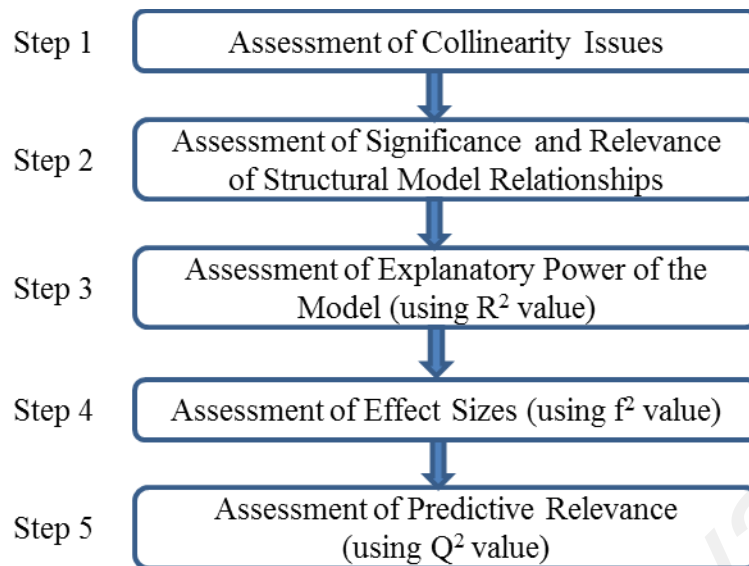 Step 1
Assessment of Collinearity Issues
Step 2
Assessment of Significance and Relevance
of Structural Model Relationships
Step 3
Assessment of Explanatory Power of the
Model (using R² value)
Step 4
Assessment of Effect Sizes (using f² value)
Step 5
Assessment of Predictive Relevance
(using Q² value)